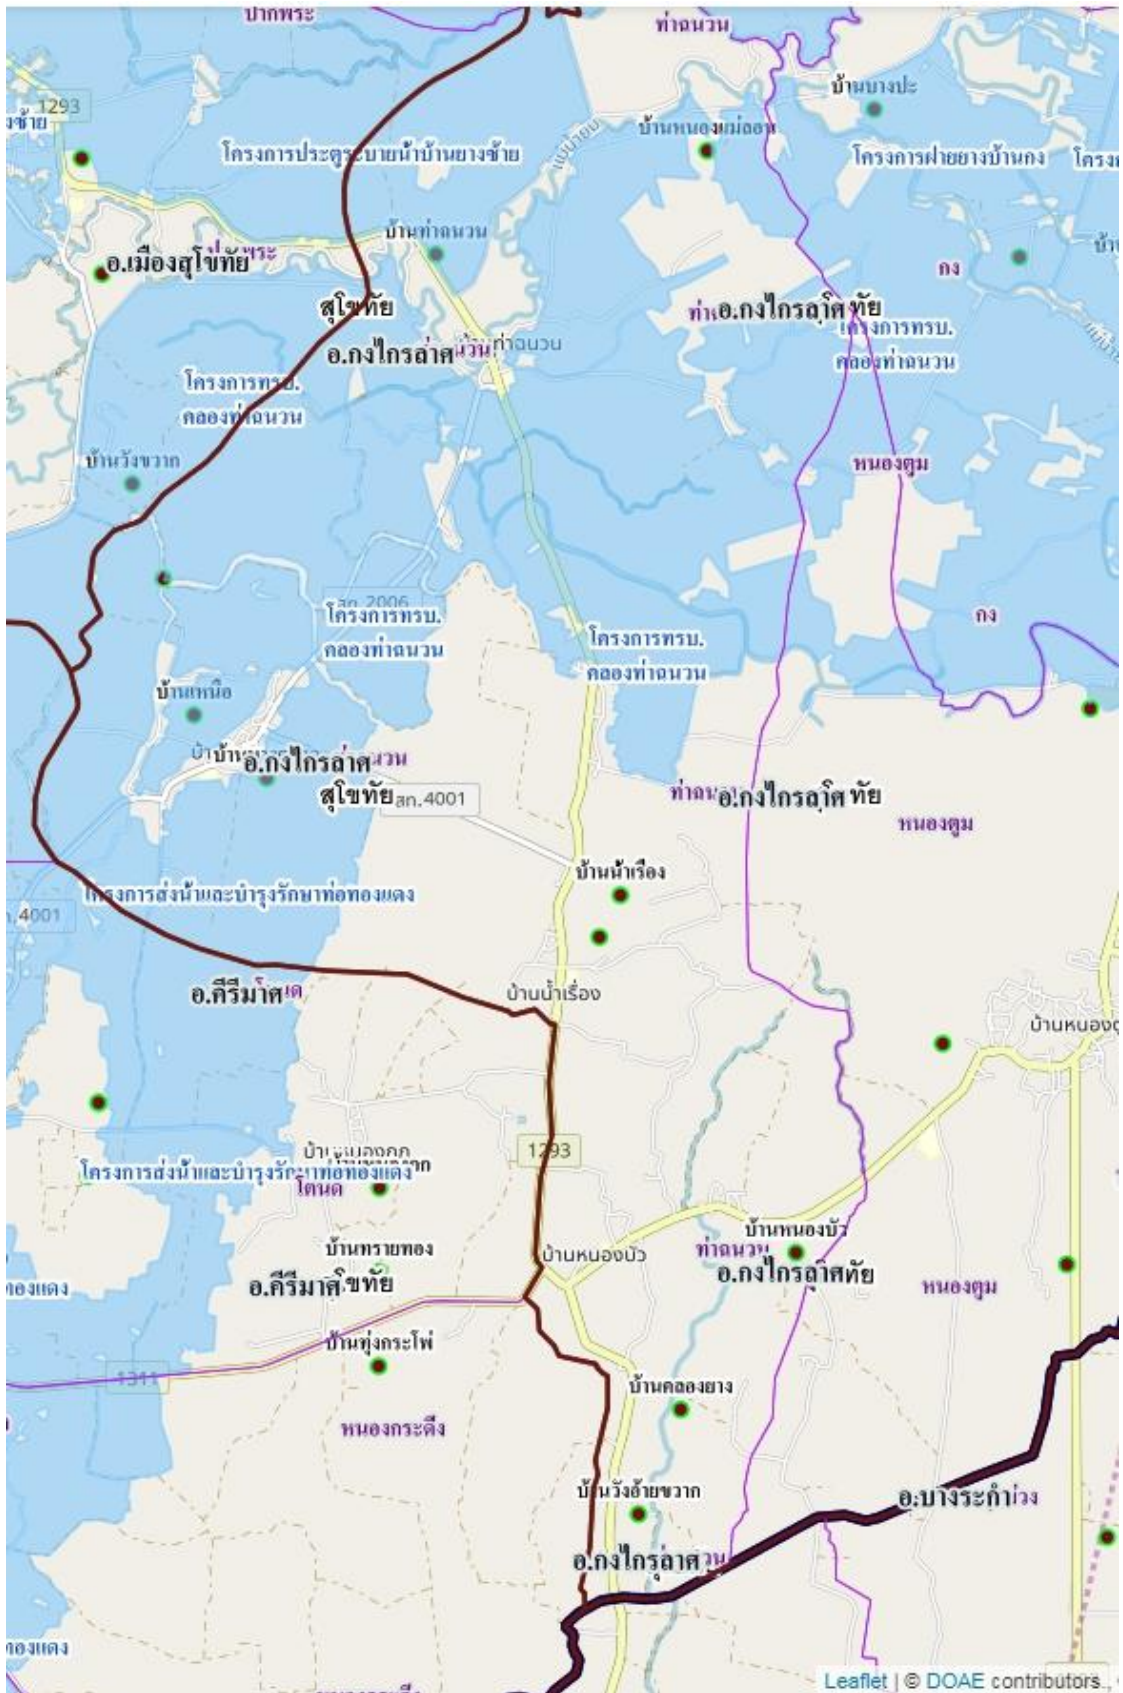 ปากพระ
ท่าฉนวน
บ้านบางปะ
1293
บ้านหนองแม่ลอน
โครงการประตูระบายน้ำบ้านยางซ้าย
แม่น้ำยม
โครงการฝายยางบ้านกง
บ้านท่าฉนวน
อ.เมืองสุโขทัย
กง
สุโขทัย
อ.กงไกรลาศ
ท่าฉนวน
โครงการทรบ.
คลองท่าฉนวน
อ.กงไกรลาศ
โครงการทรบ.
คลองท่าฉนวน
บ้านวังขวาก
หนองตูม
สท.2006
โครงการทรบ.
คลองท่าฉนวน
กง
โครงการทรบ.
คลองท่าฉนวน
บ้านเหนือ
อ.กงไกรลาศ
สุโขทัย
สท.4001
อ.กงไกรลาศ
หนองตูม
บ้านน้ำเรื่อง
โครงการส่งน้ำและบำรุงรักษาท่อทองแดง
4001
อ.คีรีมาศ
บ้านน้ำเรื่อง
1293
โครงการส่งน้ำและบำรุงรักษาท่อทองแดง
โตนด
บ้านหนองบัว
บ้านทรายทอง
ท่าฉนวน
บ้านหนองบัว
อ.คีรีมาศ
อ.กงไกรลาศ
หนองตูม
บ้านทุ่งกระโพ่
1311
บ้านคลองยาง
หนองกระดิ่ง
บ้านวังอ้ายขวาก
อ.บางระกำ
อ.กงไกรลาศ
Leaflet | © DOAE contributors.